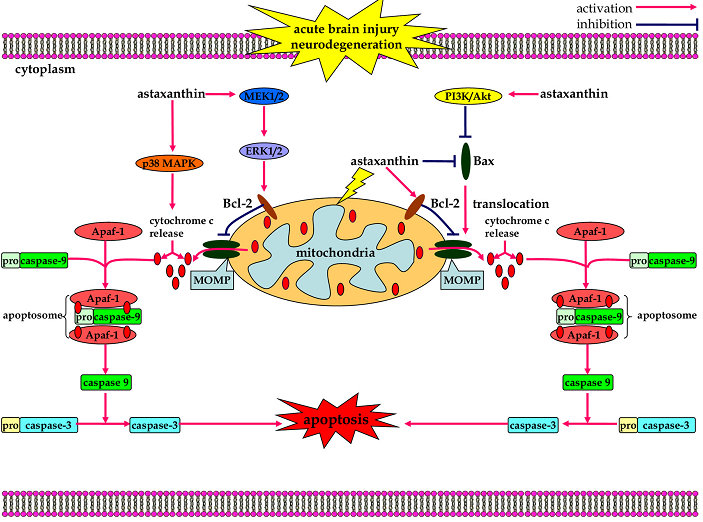 activation
inhibition
acute brain injury
neurodegeneration
cytoplasm
astaxanthin
MEK1/2
PI3K/Akt
astaxanthin
p38 MAPK
ERK1/2
astaxanthin
Bax
Bcl-2
Bcl-2
translocation
cytochrome c
release
cytochrome c
release
Apaf-1
Apaf-1
mitochondria
pro caspase-9
pro caspase-9
MOMP
MOMP
Apaf-1
Apaf-1
apoptosome
pro caspase-9
pro caspase-9
apoptosome
Apaf-1
Apaf-1
caspase 9
caspase 9
pro caspase-3
caspase-3
apoptosis
caspase-3
pro caspase-3